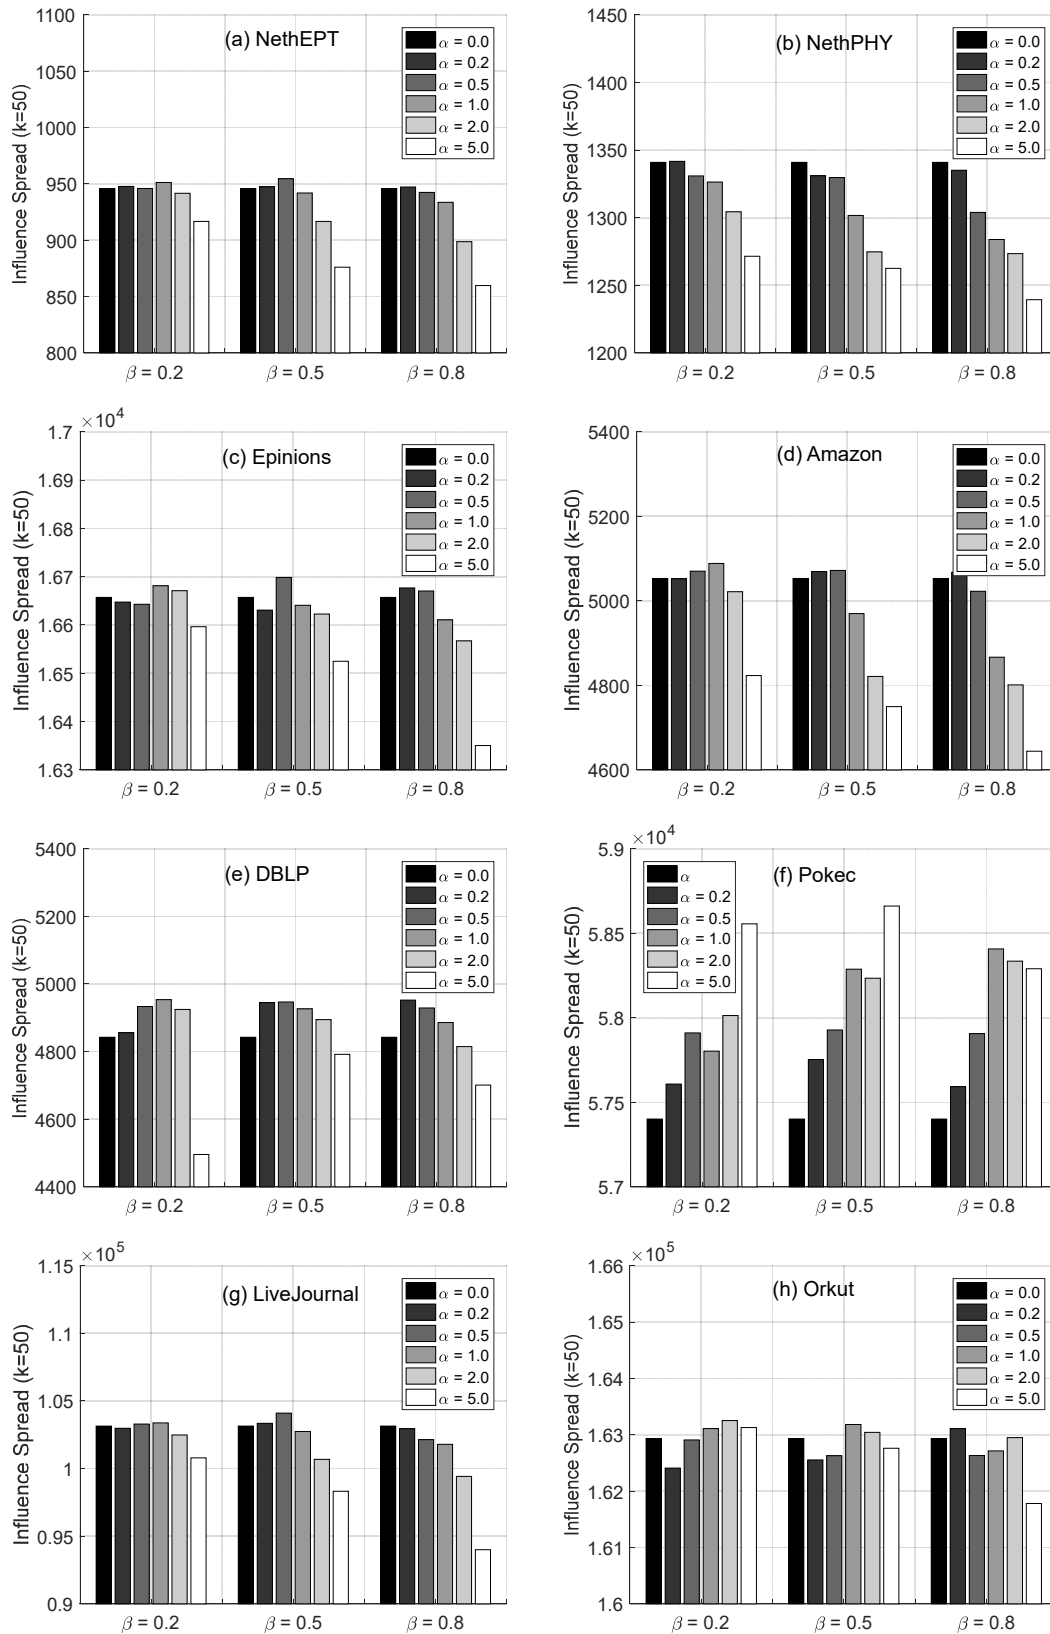 (a) NethEPT
Influence Spread (k=50)
1100
1050
1000
950
900
850
800
β = 0.2
β = 0.5
β = 0.8
α = 0.0
α = 0.2
α = 0.5
α = 1.0
α = 2.0
α = 5.0
(b) NethPHY
Influence Spread (k=50)
1450
1400
1350
1300
1250
1200
β = 0.2
β = 0.5
β = 0.8
α = 0.0
α = 0.2
α = 0.5
α = 1.0
α = 2.0
α = 5.0
×10^4
(c) Epinions
Influence Spread (k=50)
1.7
1.69
1.68
1.67
1.66
1.65
1.64
1.63
β = 0.2
β = 0.5
β = 0.8
α = 0.0
α = 0.2
α = 0.5
α = 1.0
α = 2.0
α = 5.0
(d) Amazon
Influence Spread (k=50)
5400
5200
5000
4800
4600
β = 0.2
β = 0.5
β = 0.8
α = 0.0
α = 0.2
α = 0.5
α = 1.0
α = 2.0
α = 5.0
(e) DBLP
Influence Spread (k=50)
5400
5200
5000
4800
4600
4400
β = 0.2
β = 0.5
β = 0.8
α = 0.0
α = 0.2
α = 0.5
α = 1.0
α = 2.0
α = 5.0
×10^4
(f) Pokec
Influence Spread (k=50)
5.9
5.85
5.8
5.75
5.7
β = 0.2
β = 0.5
β = 0.8
α
α = 0.2
α = 0.5
α = 1.0
α = 2.0
α = 5.0
×10^5
(g) LiveJournal
Influence Spread (k=50)
1.15
1.1
1.05
1
0.95
0.9
β = 0.2
β = 0.5
β = 0.8
α = 0.0
α = 0.2
α = 0.5
α = 1.0
α = 2.0
α = 5.0
×10^5
(h) Orkut
Influence Spread (k=50)
1.66
1.65
1.64
1.63
1.62
1.61
1.6
β = 0.2
β = 0.5
β = 0.8
α = 0.0
α = 0.2
α = 0.5
α = 1.0
α = 2.0
α = 5.0